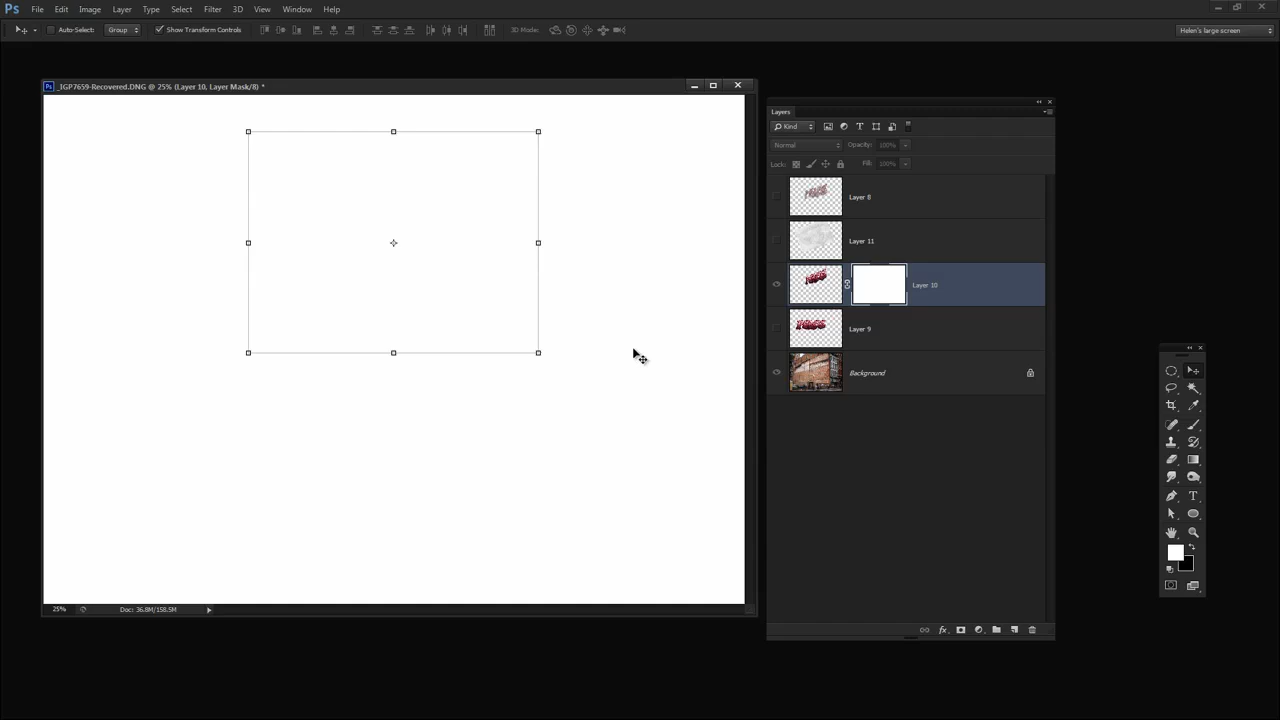 Ps File Edit Image Layer Type Select Filter 3D View Window Help
Auto-Select: Group Show Transform Controls 3D Mode: Helen's large screen
Ps _IGP7659-Recovered.DNG @ 25% (Layer 10, Layer Mask/8) *
Layers
Kind
Normal Opacity: 100%
Lock: Fill: 100%
Layer 8
Layer 11
Layer 10
Layer 9
Background
25% Doc: 36.8M/158.5M